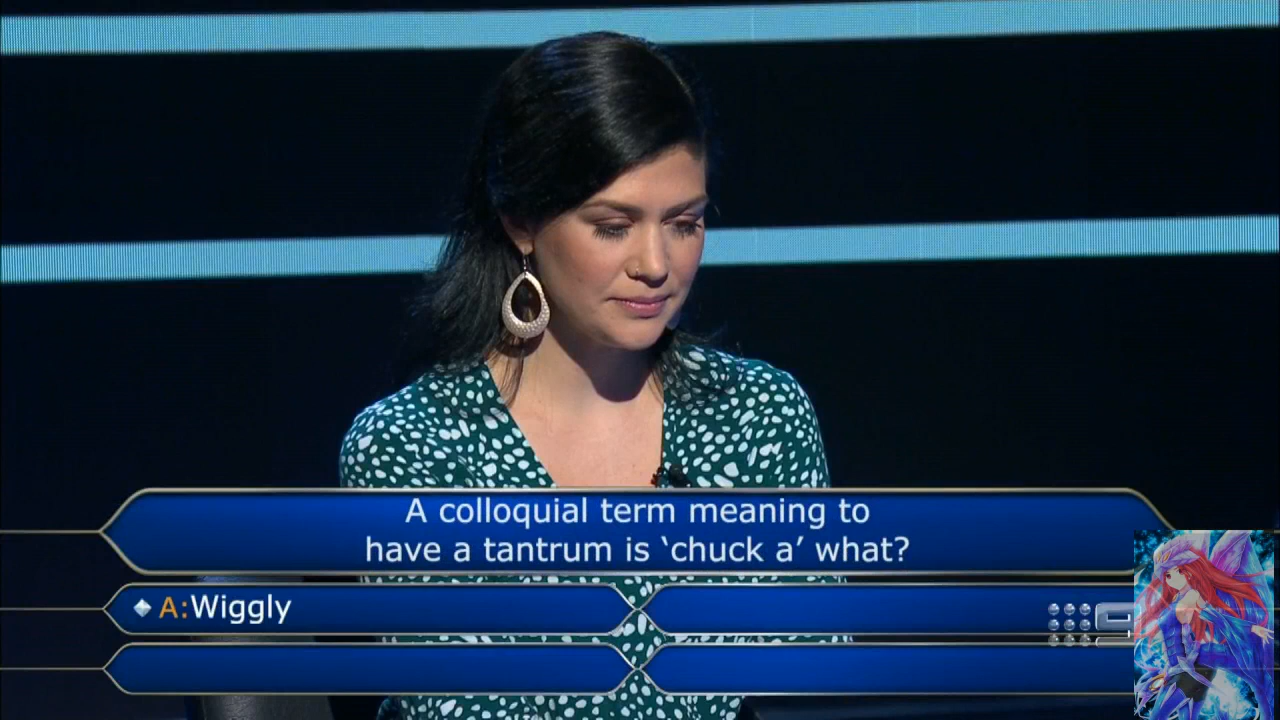 A colloquial term meaning to
have a tantrum is ‘chuck a’ what?
A:Wiggly